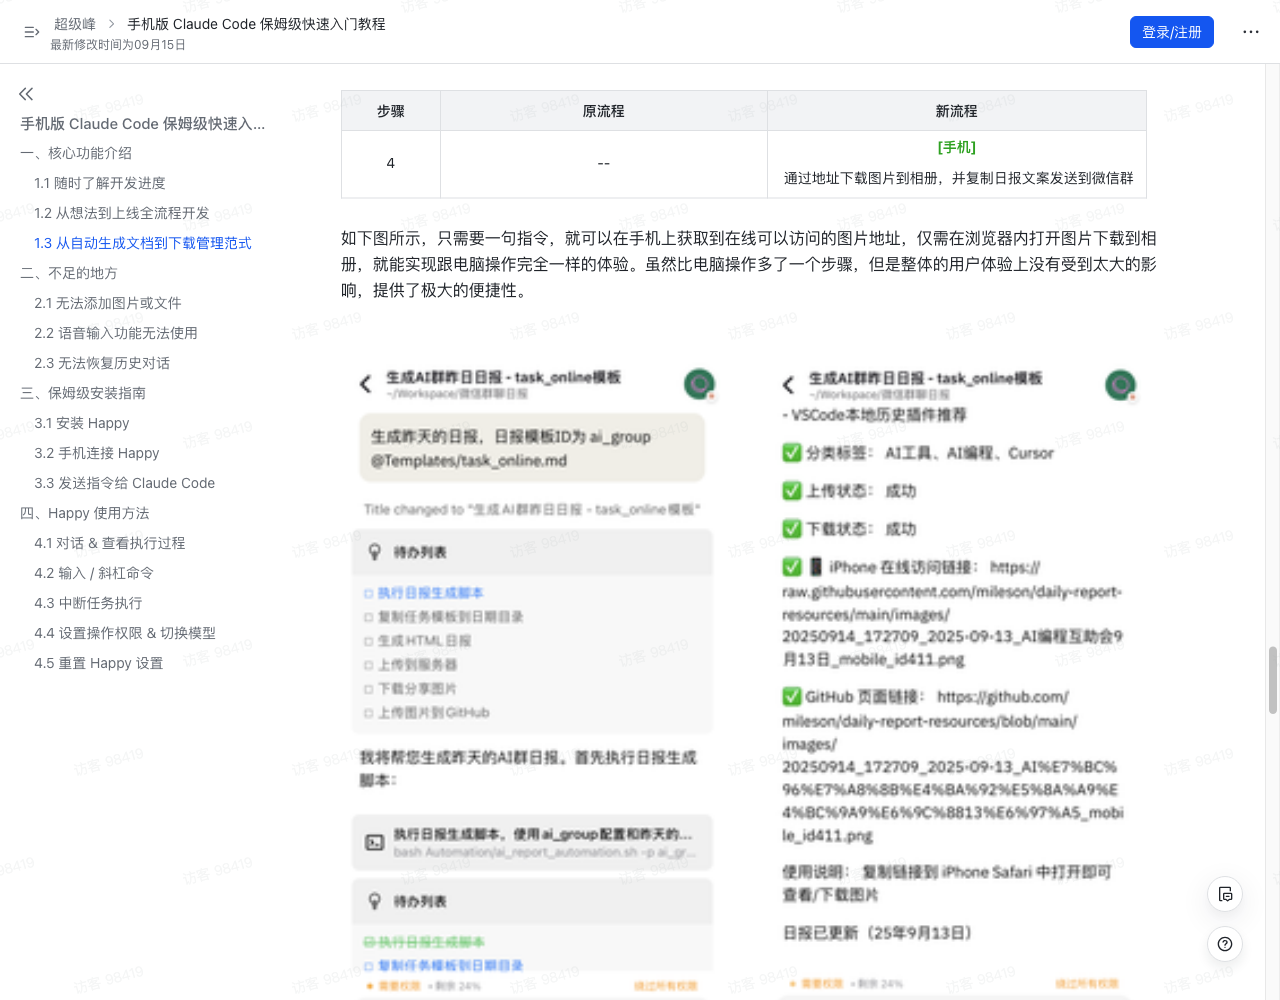 超级峰 > 手机版 Claude Code 保姆级快速入门教程
最新修改时间为09月15日
登录/注册
手机版 Claude Code 保姆级快速入...
一、核心功能介绍
1.1 随时了解开发进度
1.2 从想法到上线全流程开发
1.3 从自动生成文档到下载管理范式
二、不足的地方
2.1 无法添加图片或文件
2.2 语音输入功能无法使用
2.3 无法恢复历史对话
三、保姆级安装指南
3.1 安装 Happy
3.2 手机连接 Happy
3.3 发送指令给 Claude Code
四、Happy 使用方法
4.1 对话 & 查看执行过程
4.2 输入 / 斜杠命令
4.3 中断任务执行
4.4 设置操作权限 & 切换模型
4.5 重置 Happy 设置
步骤 原流程 新流程
4 -- [手机]
通过地址下载图片到相册，并复制日报文案发送到微信群
如下图所示，只需要一句指令，就可以在手机上获取到在线可以访问的图片地址，仅需在浏览器内打开图片下载到相
册，就能实现跟电脑操作完全一样的体验。虽然比电脑操作多了一个步骤，但是整体的用户体验上没有受到太大的影
响，提供了极大的便捷性。
生成AI群昨日日报 - task_online模板
~/Workspace/微信群聊日报
生成昨天的日报，日报模板ID为 ai_group
@Templates/task_online.md
Title changed to "生成AI群昨日日报 - task_online模板"
待办列表
☐ 执行日报生成脚本
☐ 复制任务模板到日期目录
☐ 生成HTML日报
☐ 上传到服务器
☐ 下载分享图片
☐ 上传图片到GitHub
我将帮您生成昨天的AI群日报。首先执行日报生成
脚本：
执行日报生成脚本，使用ai_group配置和昨天的...
bash Automation/ai_report_automation.sh -p ai_gr...
待办列表
☑ 执行日报生成脚本
☐ 复制任务模板到日期目录
需要权限 • 剩余 24% 绕过所有权限
生成AI群昨日日报 - task_online模板
~/Workspace/微信群聊日报
- VSCode本地历史插件推荐
✅ 分类标签： AI工具、AI编程、Cursor
✅ 上传状态： 成功
✅ 下载状态： 成功
✅ 📱 iPhone 在线访问链接： https://
raw.githubusercontent.com/mileson/daily-report-
resources/main/images/
20250914_172709_2025-09-13_AI编程互助会9
月13日_mobile_id411.png
✅ GitHub 页面链接： https://github.com/
mileson/daily-report-resources/blob/main/
images/
20250914_172709_2025-09-13_AI%E7%BC%
96%E7%A8%8B%E4%BA%92%E5%8A%A9%E
4%BC%9A9%E6%9C%8813%E6%97%A5_mobi
le_id411.png
使用说明： 复制链接到 iPhone Safari 中打开即可
查看/下载图片
日报已更新（25年9月13日）
需要权限 • 剩余 24% 绕过所有权限
访客 98419